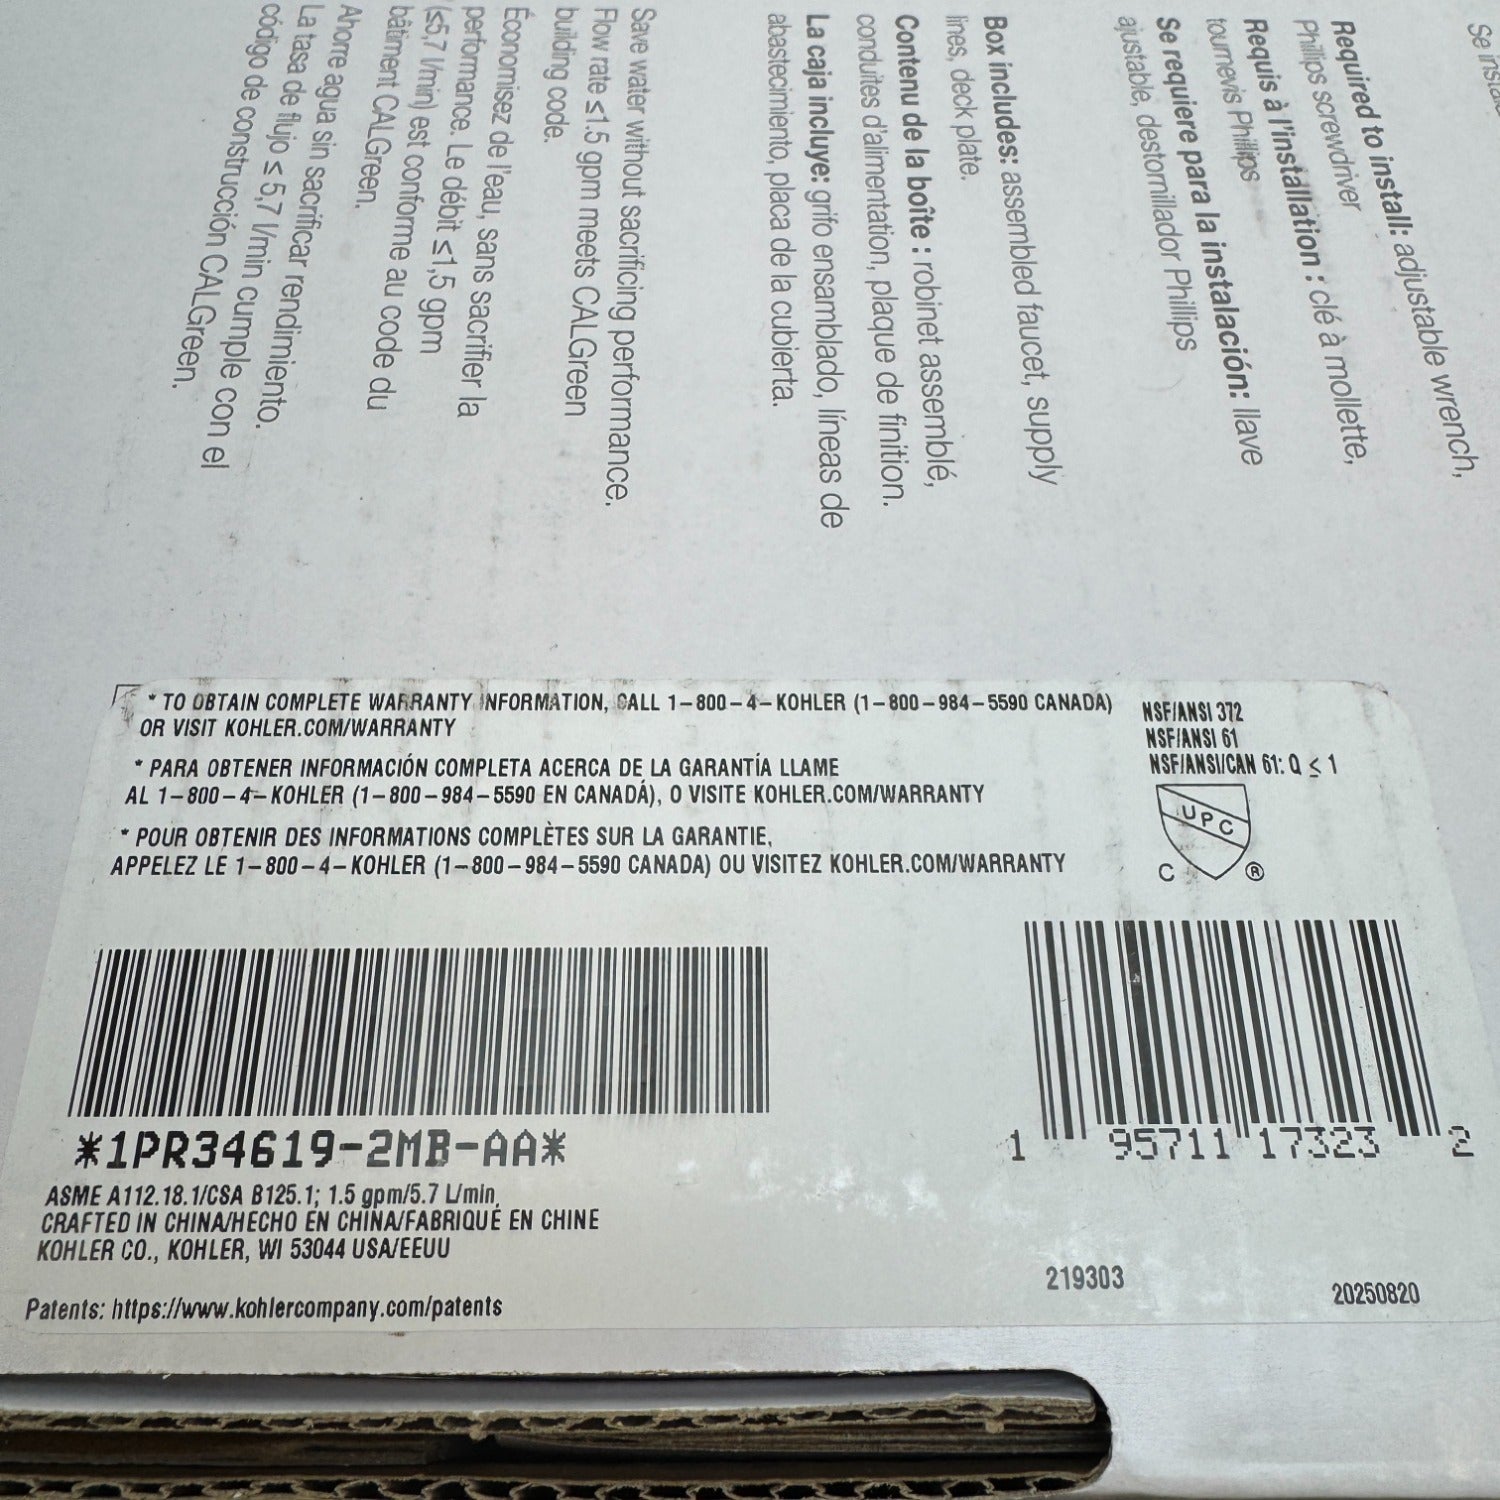 Se
Required to install: adjustable wrench,
Phillips screwdriver
Requis à l'installation : clé à mollette,
tournevis Phillips
Se requiere para la instalación: llave
ajustable, destornillador Phillips
Box includes: assembled faucet, supply
lines, deck plate.
Contenu de la boîte : robinet assemblé,
conduites d'alimentation, plaque de finition.
La caja incluye: grifo ensamblado, líneas de
abastecimiento, placa de la cubierta.
Save water without sacrificing performance.
Flow rate ≤1.5 gpm meets CALGreen
building code.
Économisez de l'eau, sans sacrifier la
performance. Le débit ≤1,5 gpm
(≤5,7 l/min) est conforme au code du
bâtiment CALGreen.
Ahorre agua sin sacrificar rendimiento.
La tasa de flujo ≤ 5,7 l/min cumple con el
código de construcción CALGreen.
* TO OBTAIN COMPLETE WARRANTY INFORMATION, CALL 1-800-4-KOHLER (1-800-984-5590 CANADA)
OR VISIT KOHLER.COM/WARRANTY
* PARA OBTENER INFORMACIÓN COMPLETA ACERCA DE LA GARANTÍA LLAME
AL 1-800-4-KOHLER (1-800-984-5590 EN CANADÁ), O VISITE KOHLER.COM/WARRANTY
* POUR OBTENIR DES INFORMATIONS COMPLÈTES SUR LA GARANTIE,
APPELEZ LE 1-800-4-KOHLER (1-800-984-5590 CANADA) OU VISITEZ KOHLER.COM/WARRANTY
NSF/ANSI 372
NSF/ANSI 61
NSF/ANSI/CAN 61: Q ≤ 1
UPC
C ®
*1PR34619-2MB-AA*
1 95711 17323 2
ASME A112.18.1/CSA B125.1; 1.5 gpm/5.7 L/min,
CRAFTED IN CHINA/HECHO EN CHINA/FABRIQUÉ EN CHINE
KOHLER CO., KOHLER, WI 53044 USA/EEUU
Patents: https://www.kohlercompany.com/patents
219303
20250820